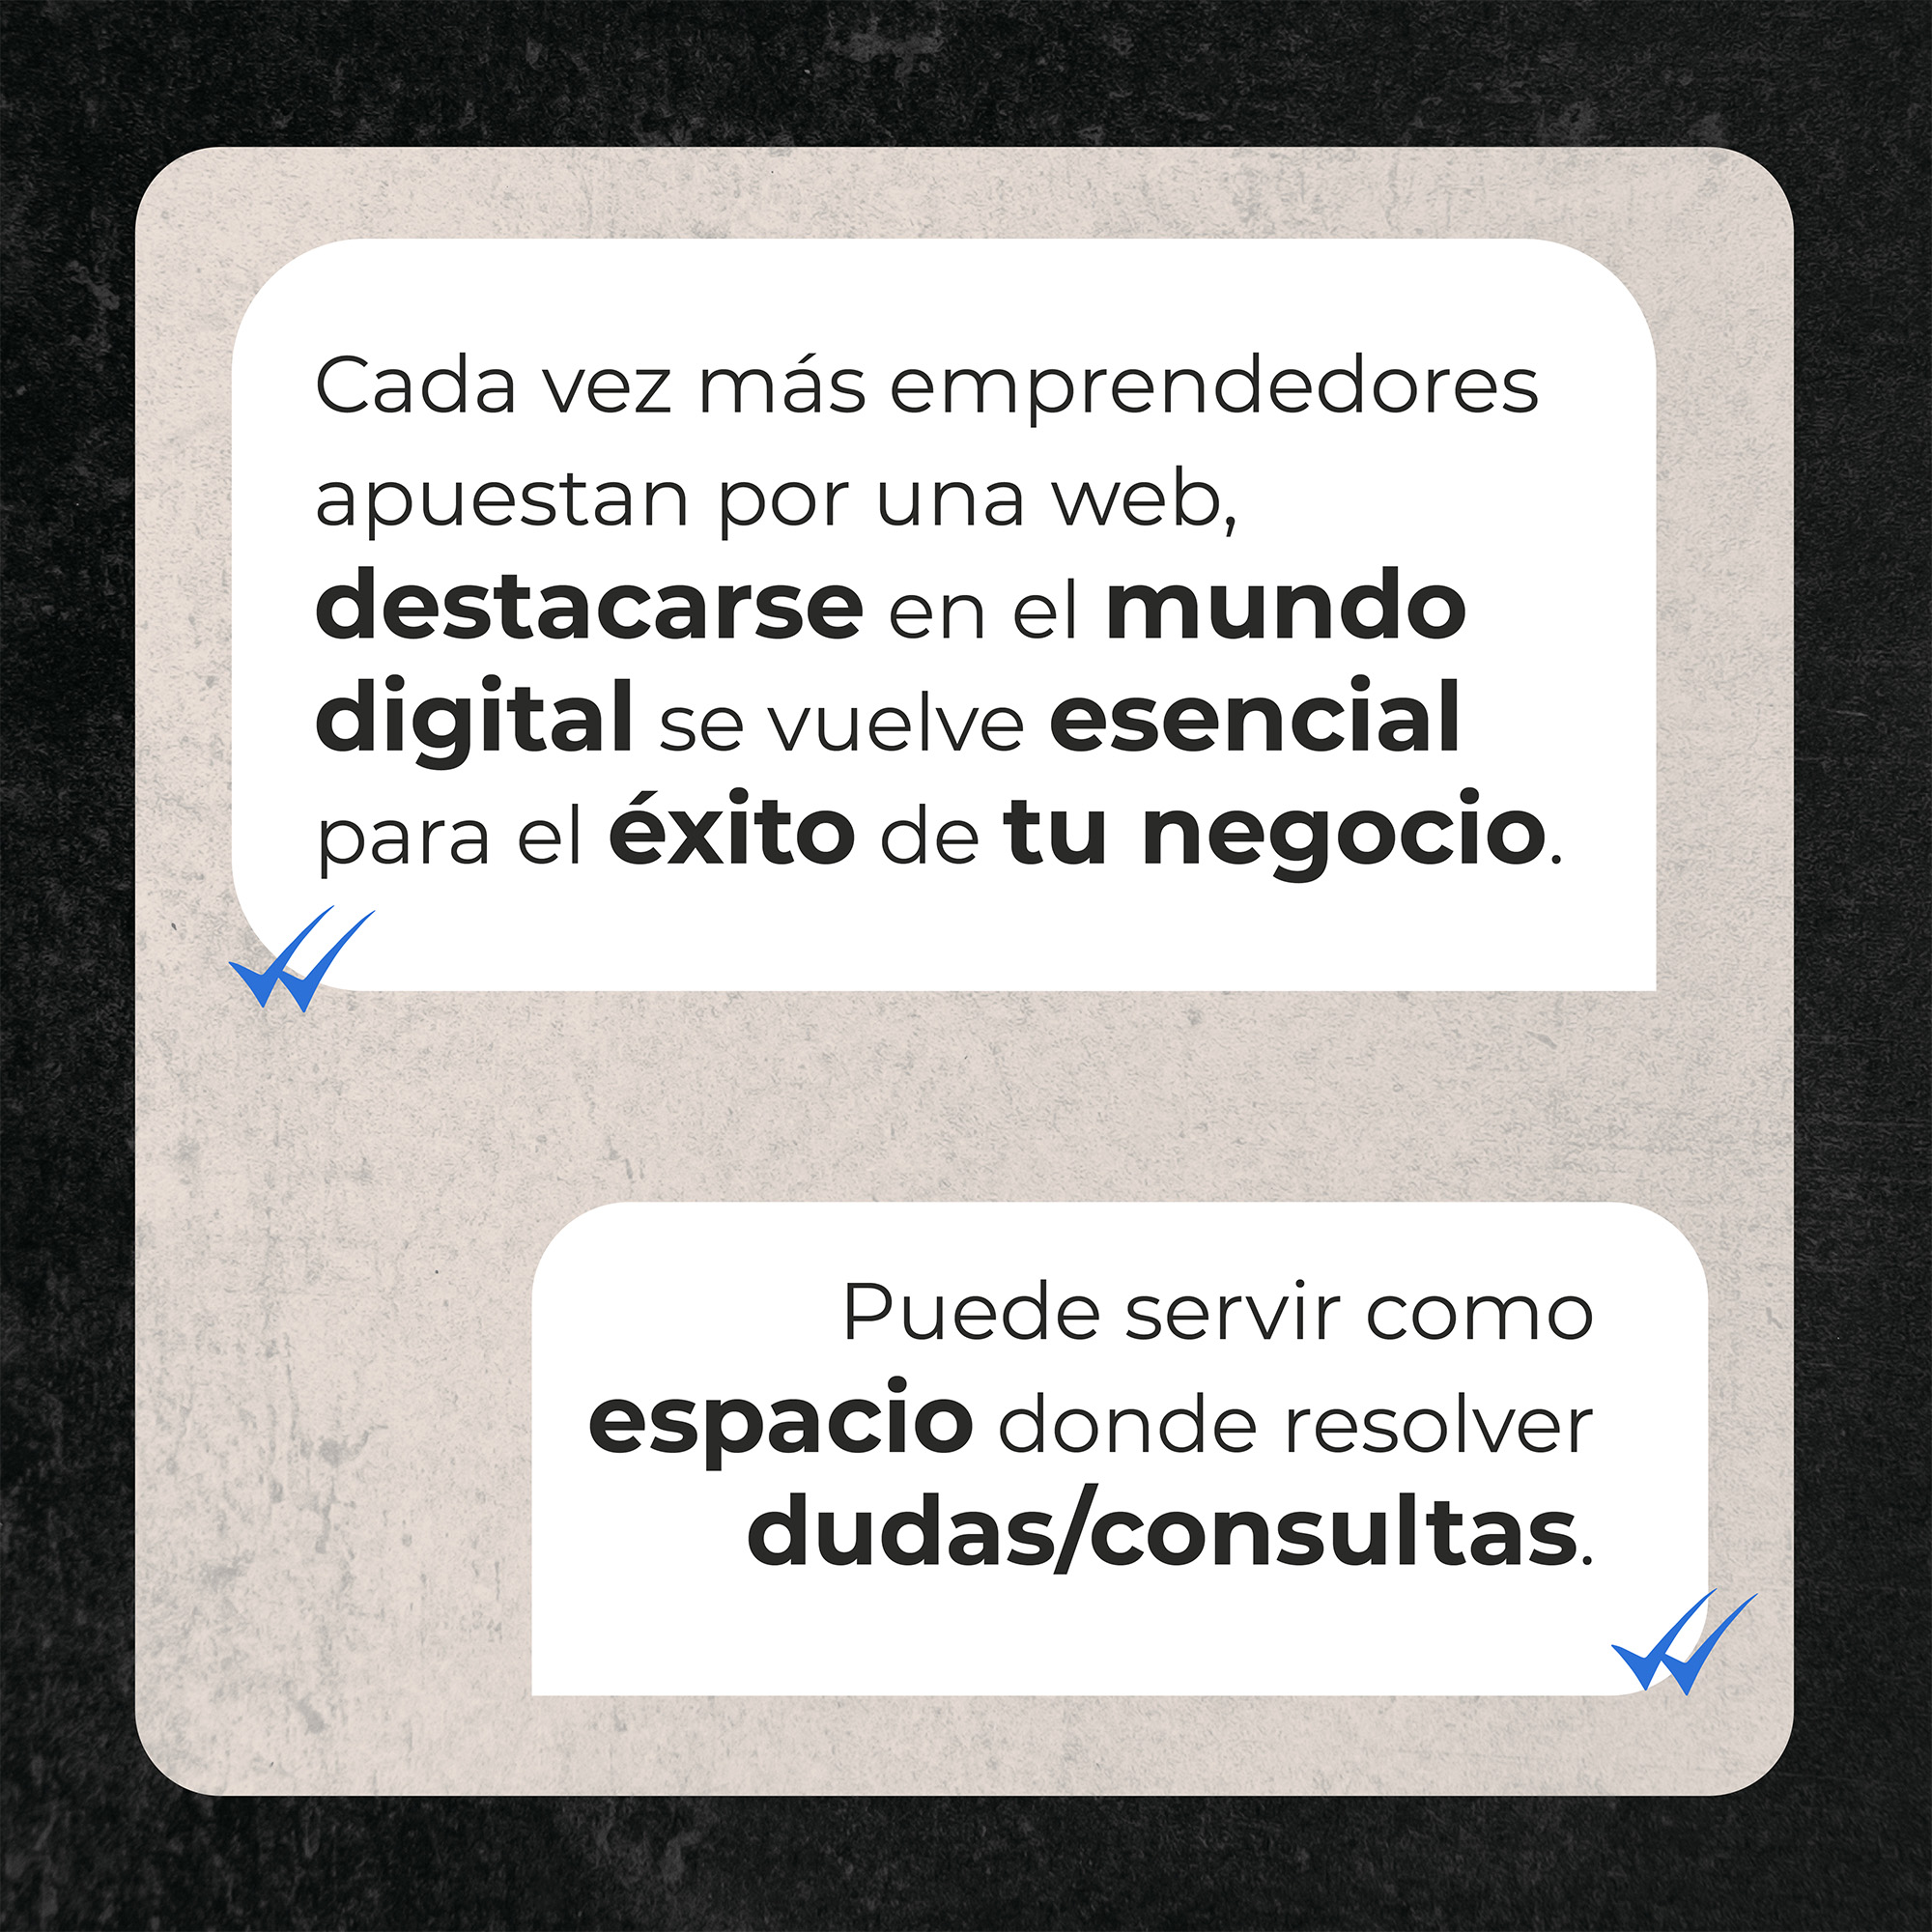 Cada vez más emprendedores
apuestan por una web,
destacarse en el mundo
digital se vuelve esencial
para el éxito de tu negocio.
Puede servir como
espacio donde resolver
dudas/consultas.